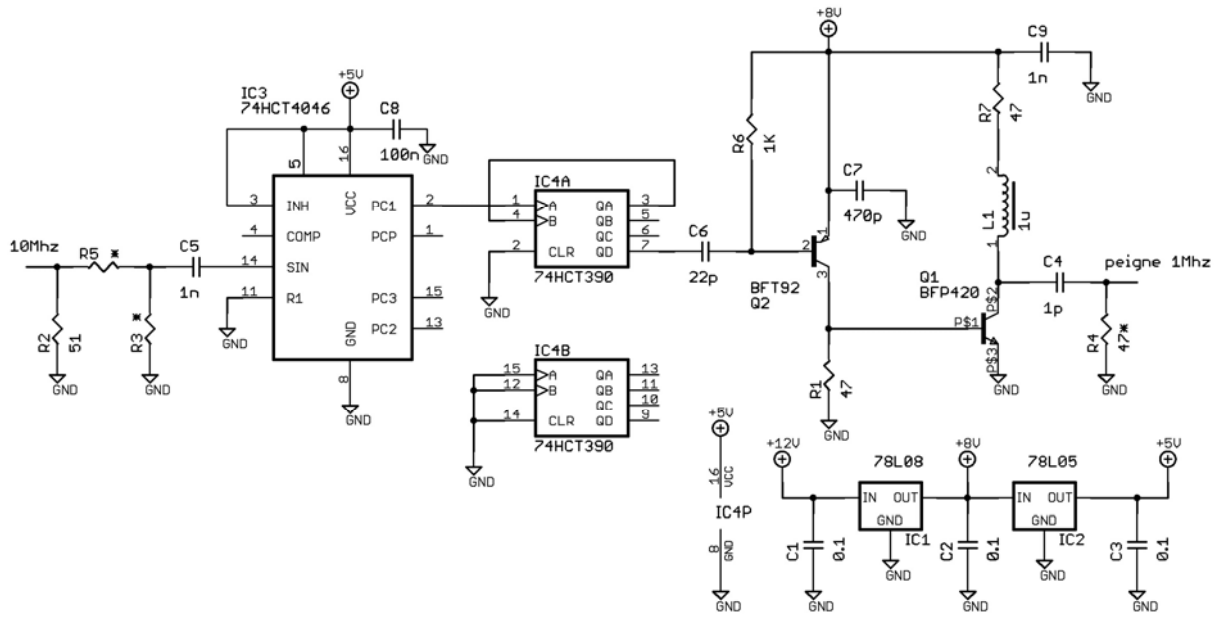 +8V
C9
1n
GND
+5V
IC3
74HCT4046
C8
100n
GND
5
16
3
INH
VCC
PC1
2
4
COMP
PCP
1
14
SIN
11
R1
PC3
15
GND
PC2
13
8
GND
GND
10Mhz
R5
*
C5
1n
R2
51
GND
R3
*
GND
IC4A
1
A
QA
3
4
B
QB
5
QC
6
2
CLR
QD
7
74HCT390
GND
C6
22p
R6
1K
C7
470p
GND
1
2
3
BFT92
Q2
R7
47
2
L1
1u
1
Q1
BFP420
P$2
P$1
P$3
GND
C4
1p
peigne 1Mhz
R4
47*
GND
R1
47
GND
IC4B
15
A
QA
13
12
B
QB
11
QC
10
14
CLR
QD
9
74HCT390
GND
+5V
16
VCC
IC4P
8
GND
GND
+12V
78L08
+8V
78L05
+5V
IN
OUT
GND
IC1
IN
OUT
GND
IC2
C1
0.1
C2
0.1
C3
0.1
GND
GND
GND
GND
GND